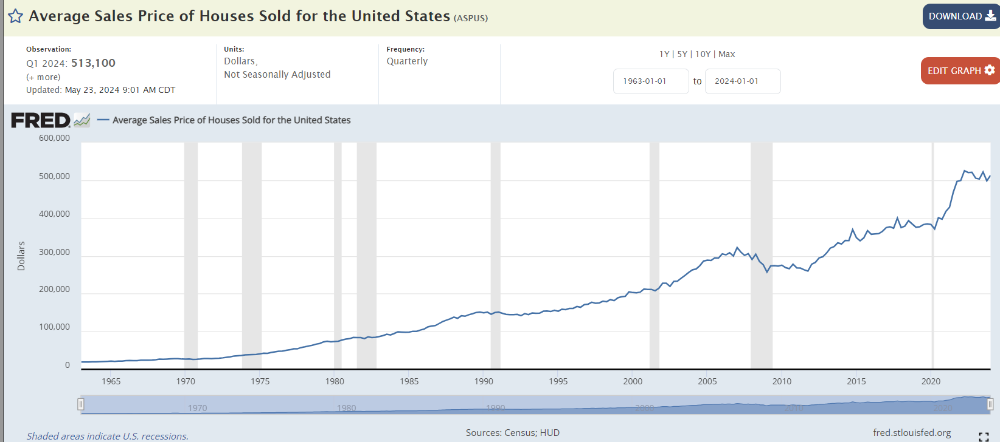 Average Sales Price of Houses Sold for the United States (ASPUS)
DOWNLOAD
Observation:
Q1 2024: 513,100
(+ more)
Updated: May 23, 2024 9:01 AM CDT
Units:
Dollars,
Not Seasonally Adjusted
Frequency:
Quarterly
1Y | 5Y | 10Y | Max
1963-01-01 to 2024-01-01
EDIT GRAPH
FRED
Average Sales Price of Houses Sold for the United States
600,000
500,000
400,000
300,000
200,000
100,000
0
Dollars
1965 1970 1975 1980 1985 1990 1995 2000 2005 2010 2015 2020
1970 1980 1990 2000 2010 2020
Shaded areas indicate U.S. recessions.
Sources: Census; HUD
fred.stlouisfed.org